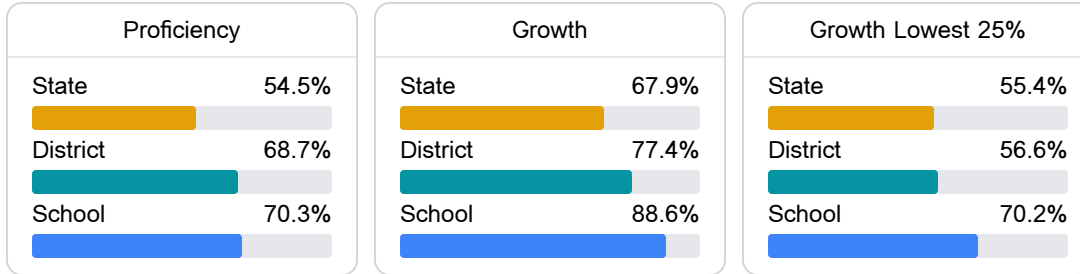 Proficiency
State 54.5%
District 68.7%
School 70.3%
Growth
State 67.9%
District 77.4%
School 88.6%
Growth Lowest 25%
State 55.4%
District 56.6%
School 70.2%